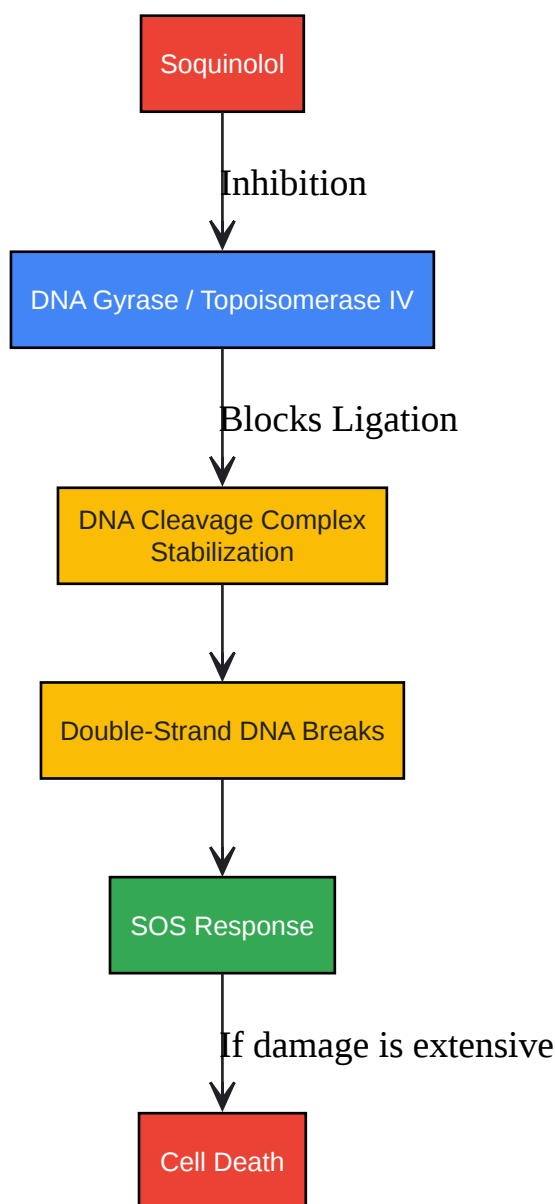 Soquinolol
Inhibition
DNA Gyrase / Topoisomerase IV
Blocks Ligation
DNA Cleavage Complex
Stabilization
Double-Strand DNA Breaks
SOS Response
If damage is extensive
Cell Death